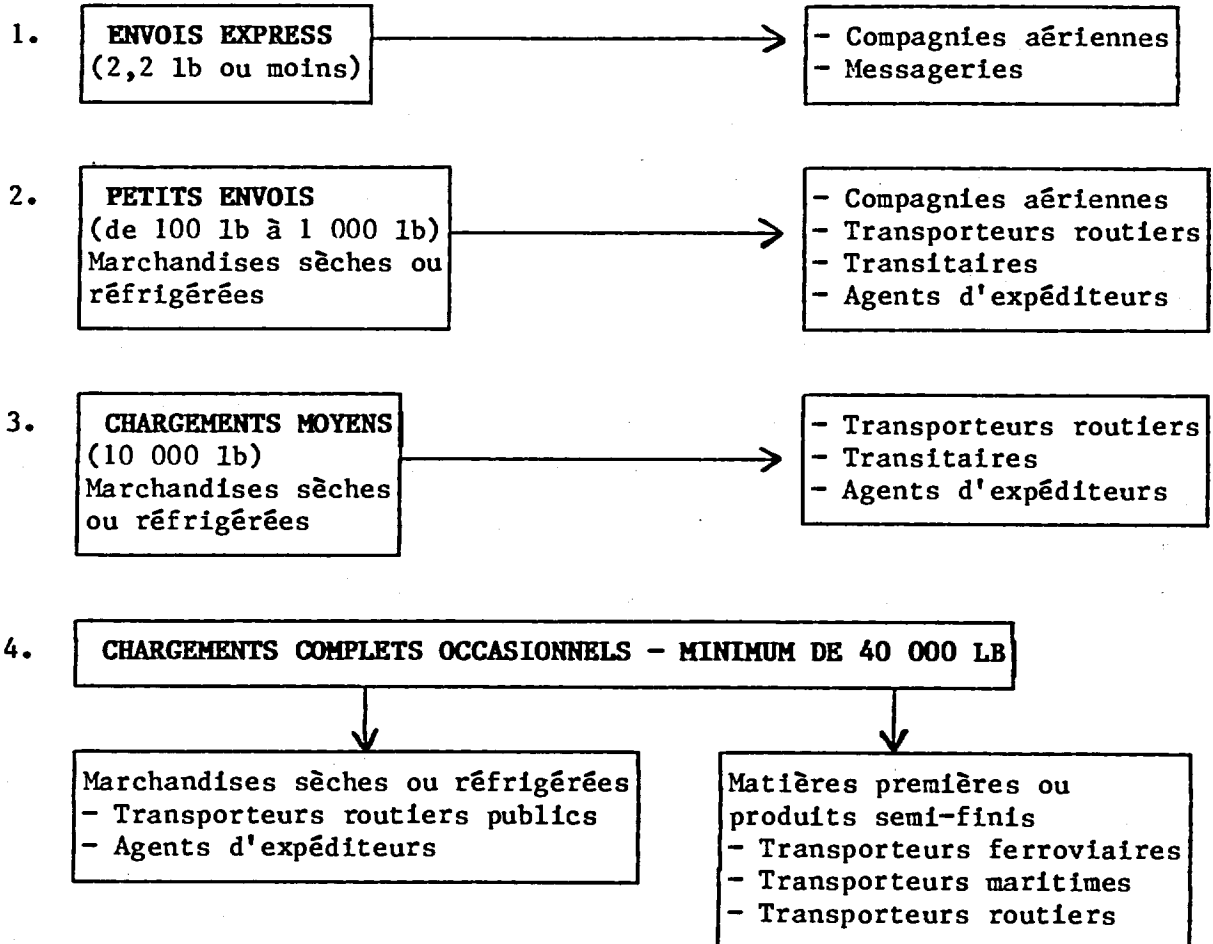 1.
ENVOIS EXPRESS
(2,2 lb ou moins)
- Compagnies aériennes
- Messageries
2.
PETITS ENVOIS
(de 100 lb à 1 000 lb)
Marchandises sèches ou
réfrigérées
- Compagnies aériennes
- Transporteurs routiers
- Transitaires
- Agents d'expéditeurs
3.
CHARGEMENTS MOYENS
(10 000 lb)
Marchandises sèches
ou réfrigérées
- Transporteurs routiers
- Transitaires
- Agents d'expéditeurs
4.
CHARGEMENTS COMPLETS OCCASIONNELS - MINIMUM DE 40 000 LB
Marchandises sèches ou réfrigérées
- Transporteurs routiers publics
- Agents d'expéditeurs
Matières premières ou
produits semi-finis
- Transporteurs ferroviaires
- Transporteurs maritimes
- Transporteurs routiers